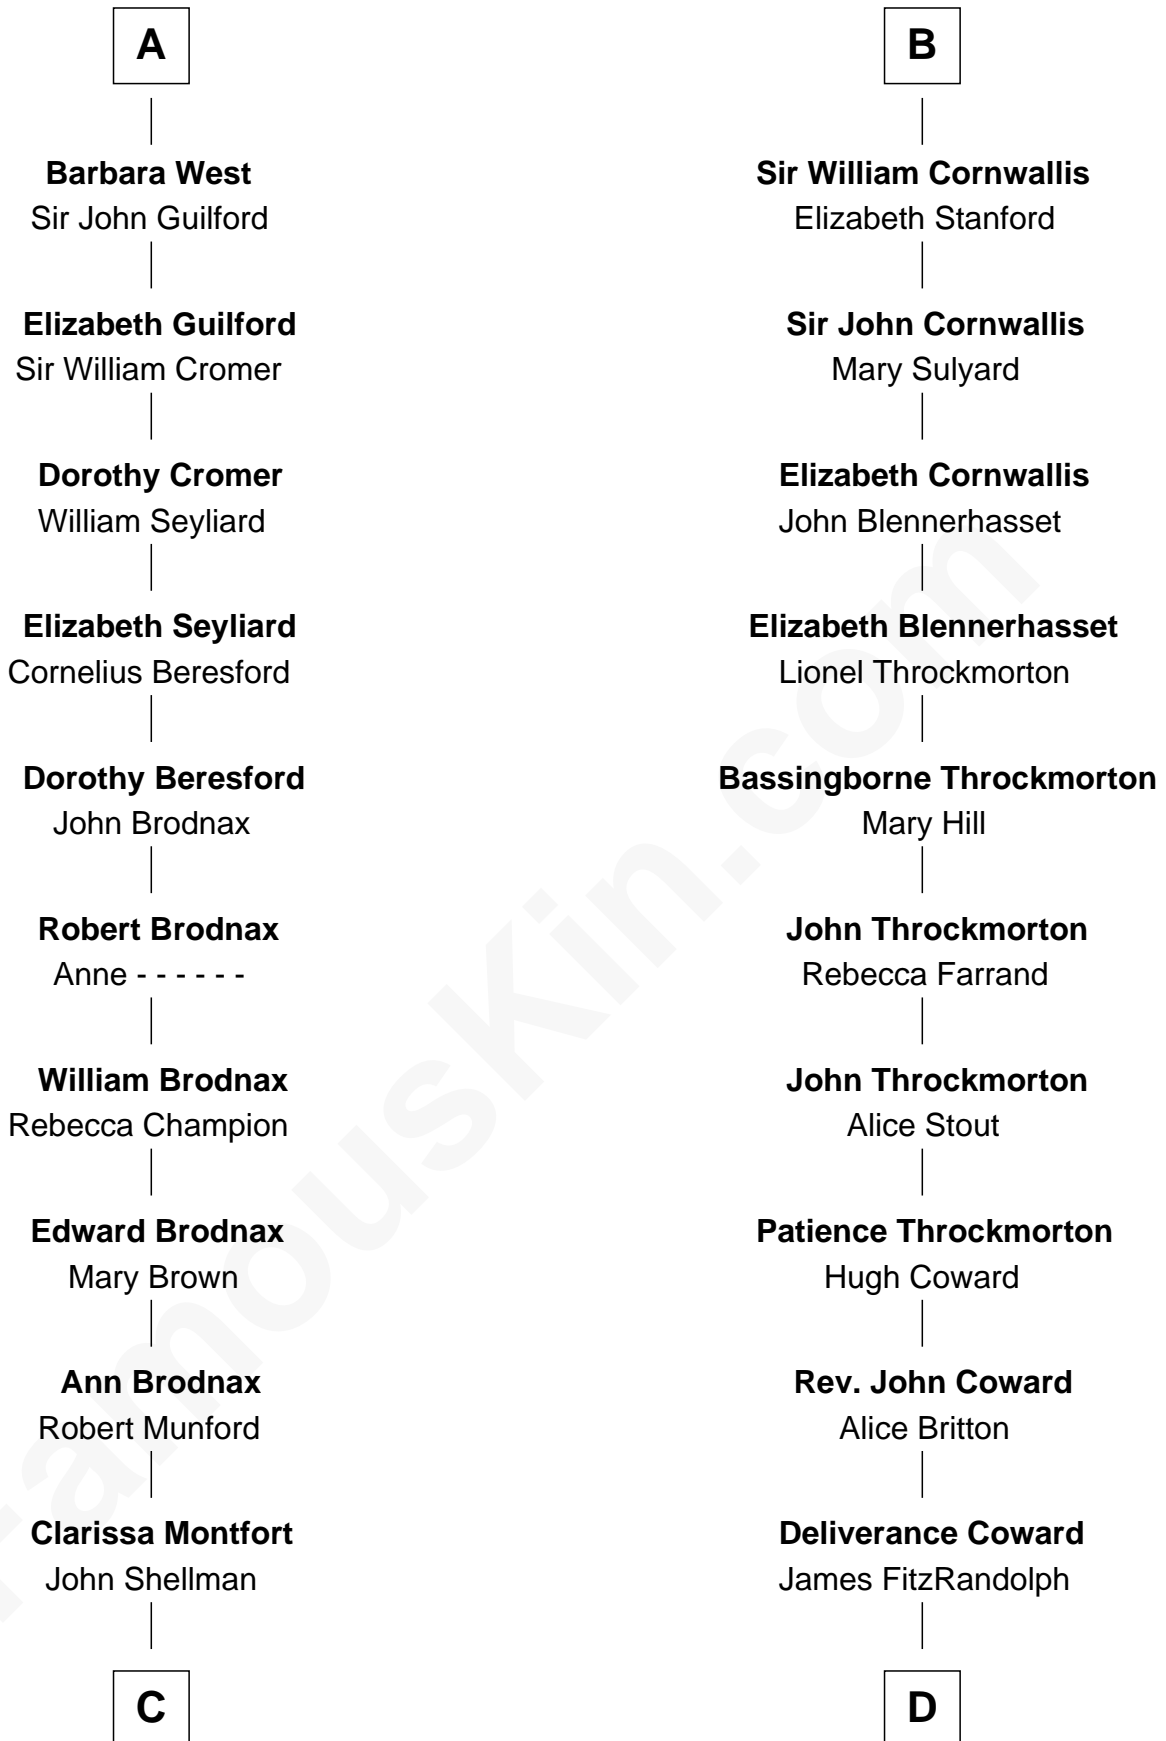 A
Barbara West
Sir John Guilford
Elizabeth Guilford
Sir William Cromer
Dorothy Cromer
William Seyliard
Elizabeth Seyliard
Cornelius Beresford
Dorothy Beresford
John Brodnax
Robert Brodnax
Anne - - - - - -
William Brodnax
Rebecca Champion
Edward Brodnax
Mary Brown
Ann Brodnax
Robert Munford
Clarissa Montfort
John Shellman
C
B
Sir William Cornwallis
Elizabeth Stanford
Sir John Cornwallis
Mary Sulyard
Elizabeth Cornwallis
John Blennerhasset
Elizabeth Blennerhasset
Lionel Throckmorton
Bassingborne Throckmorton
Mary Hill
John Throckmorton
Rebecca Farrand
John Throckmorton
Alice Stout
Patience Throckmorton
Hugh Coward
Rev. John Coward
Alice Britton
Deliverance Coward
James FitzRandolph
D
FamousKin.com